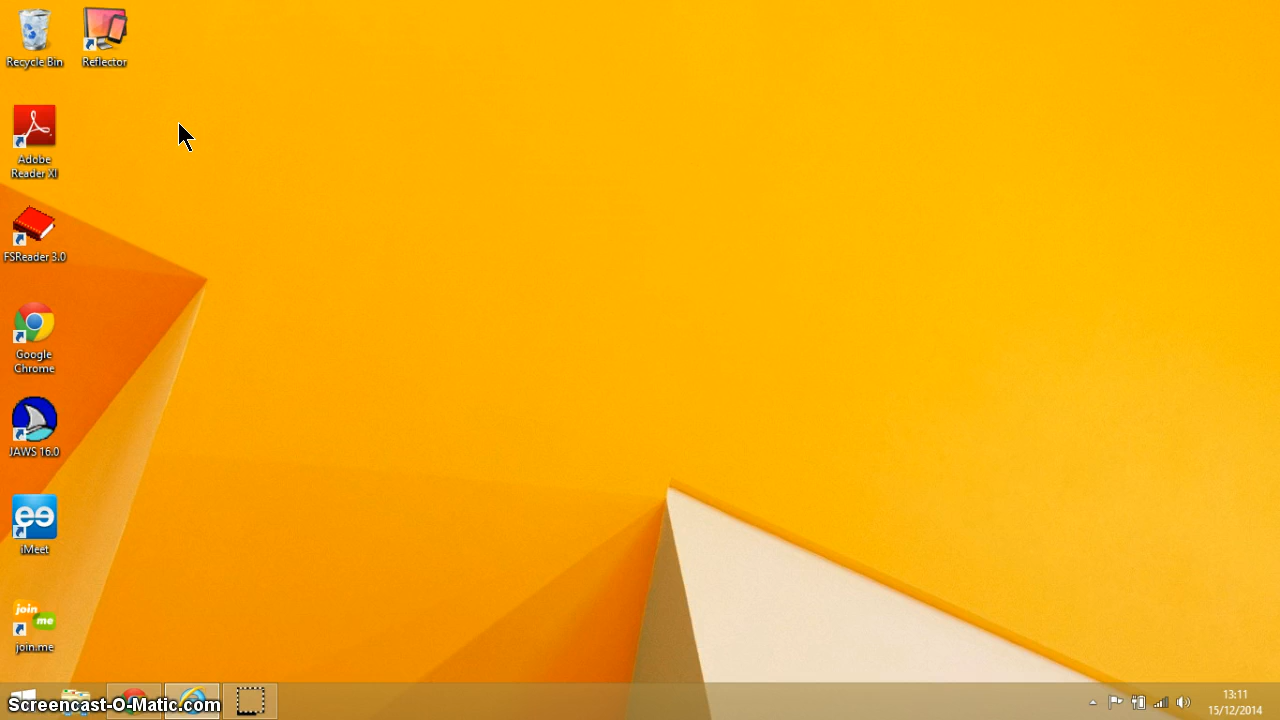 Recycle Bin
Reflector
Adobe
Reader XI
FSReader 3.0
Google
Chrome
JAWS 16.0
iMeet
join
me
join.me
Screencast-O-Matic.com
13:11
15/12/2014